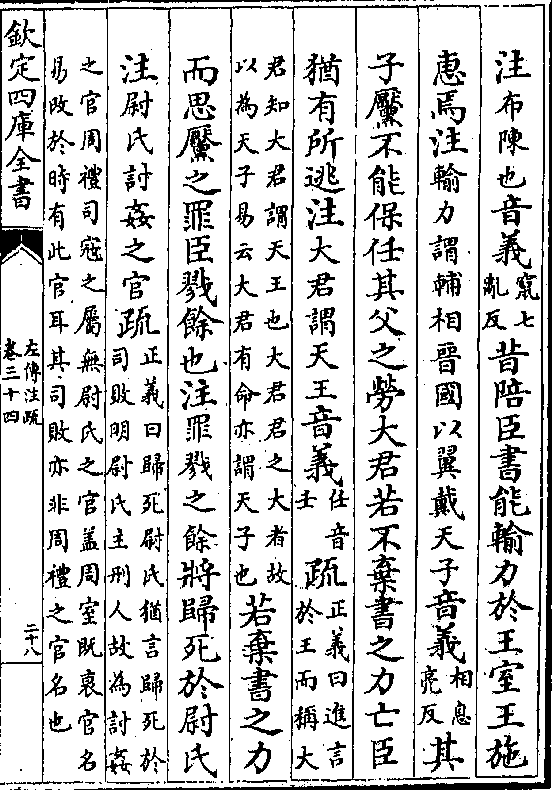 注布陳也音義竄七亂反昔陪臣書能輸力於王室王施
惠焉注輸力謂輔相晉國以翼戴天子音義相息亮反其
子黶不能保任其父之勞大君若不棄書之力亡臣
猶有所逃注大君謂天王音義任音壬疏正義曰進言於王而稱大
君知大君謂天王也大君君之大者故以為天子易云大君有命亦謂天子也若棄書之力
而思黶之罪臣戮餘也注罪戮之餘將歸死於尉氏
注尉氏討姦之官疏正義曰歸死尉氏猶言歸死於司敗明尉氏主刑人故為討姦
之官周禮司寇之屬無尉氏之官盖周室既衰官名易改於時有此官耳其司敗亦非周禮之官名也
欽定四庫全書
左傳注疏
卷三十四
二十八